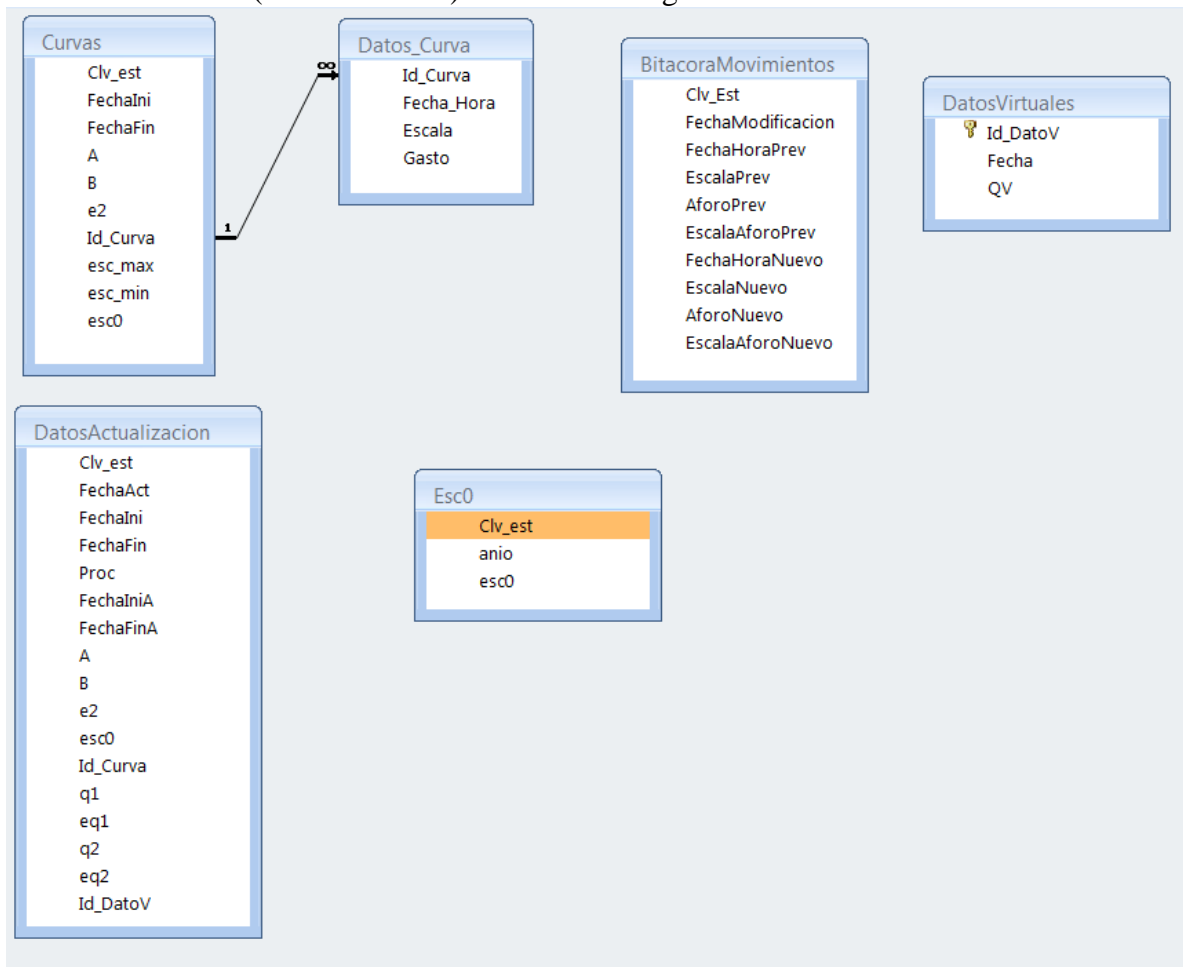 Curvas
Clv_est
FechaIni
FechaFin
A
B
e2
Id_Curva
esc_max
esc_min
esc0
1
∞
Datos_Curva
Id_Curva
Fecha_Hora
Escala
Gasto
BitacoraMovimientos
Clv_Est
FechaModificacion
FechaHoraPrev
EscalaPrev
AforoPrev
EscalaAforoPrev
FechaHoraNuevo
EscalaNuevo
AforoNuevo
EscalaAforoNuevo
DatosVirtuales
Id_DatoV
Fecha
QV
DatosActualizacion
Clv_est
FechaAct
FechaIni
FechaFin
Proc
FechaIniA
FechaFinA
A
B
e2
esc0
Id_Curva
q1
eq1
q2
eq2
Id_DatoV
Esc0
Clv_est
anio
esc0